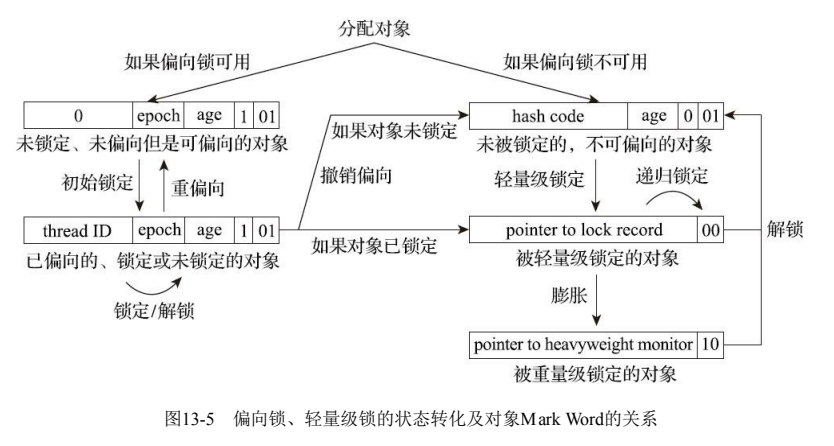 分配对象
如果偏向锁可用
如果偏向锁不可用
0 epoch age 1 01
hash code age 0 01
未锁定、未偏向但是可偏向的对象
如果对象未锁定
未被锁定的，不可偏向的对象
初始锁定
重偏向
撤销偏向
轻量级锁定
递归锁定
thread ID epoch age 1 01
pointer to lock record 00
解锁
如果对象已锁定
已偏向的、锁定或未锁定的对象
被轻量级锁定的对象
锁定/解锁
膨胀
pointer to heavyweight monitor 10
被重量级锁定的对象
图13-5 偏向锁、轻量级锁的状态转化及对象Mark Word的关系